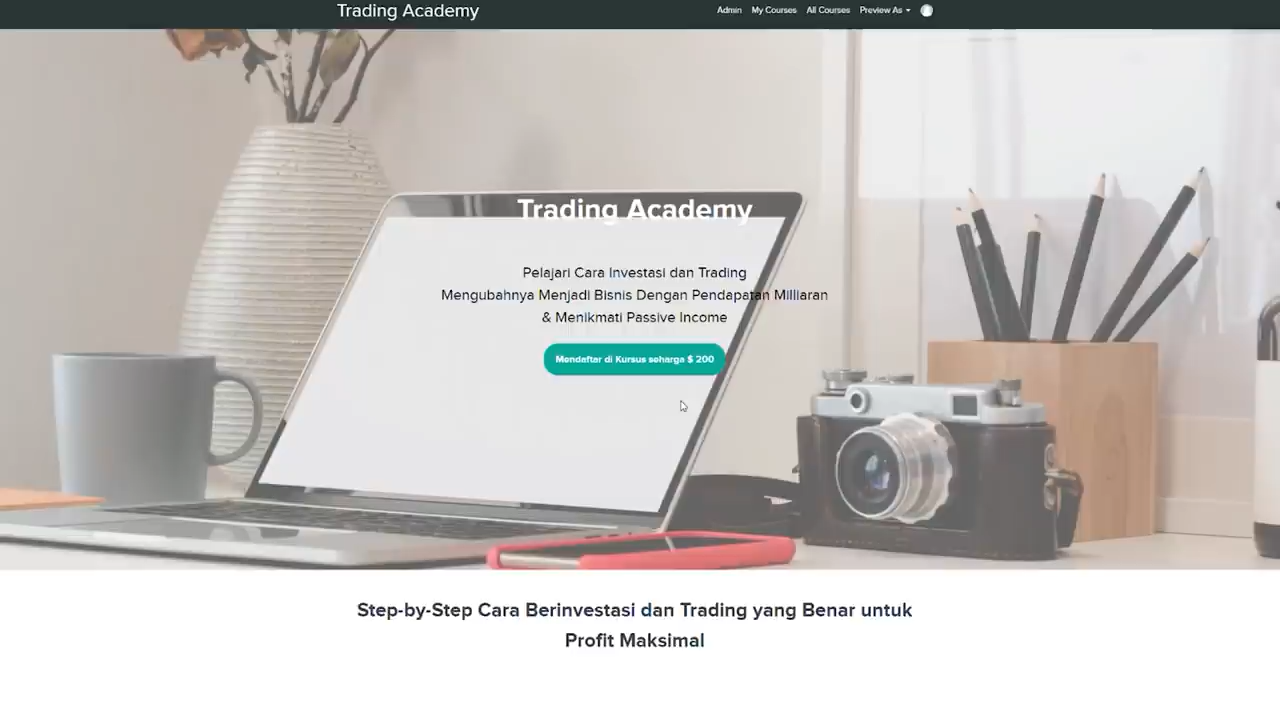 Trading Academy
Admin My Courses All Courses Preview As
Trading Academy
Pelajari Cara Investasi dan Trading
Mengubahnya Menjadi Bisnis Dengan Pendapatan Milliaran
& Menikmati Passive Income
Mendaftar di Kursus seharga $ 200
Step-by-Step Cara Berinvestasi dan Trading yang Benar untuk
Profit Maksimal